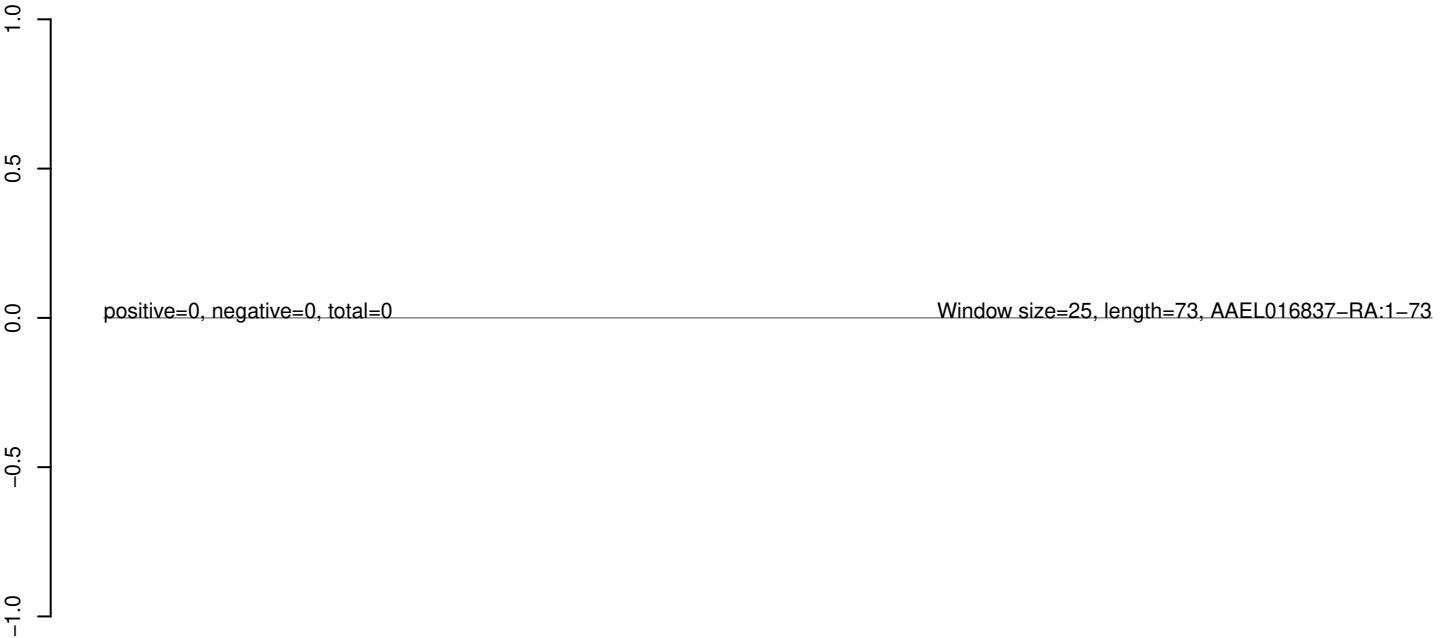 1.0
0.5
0.0
−0.5
−1.0
positive=0, negative=0, total=0
Window size=25, length=73, AAEL016837−RA:1−73